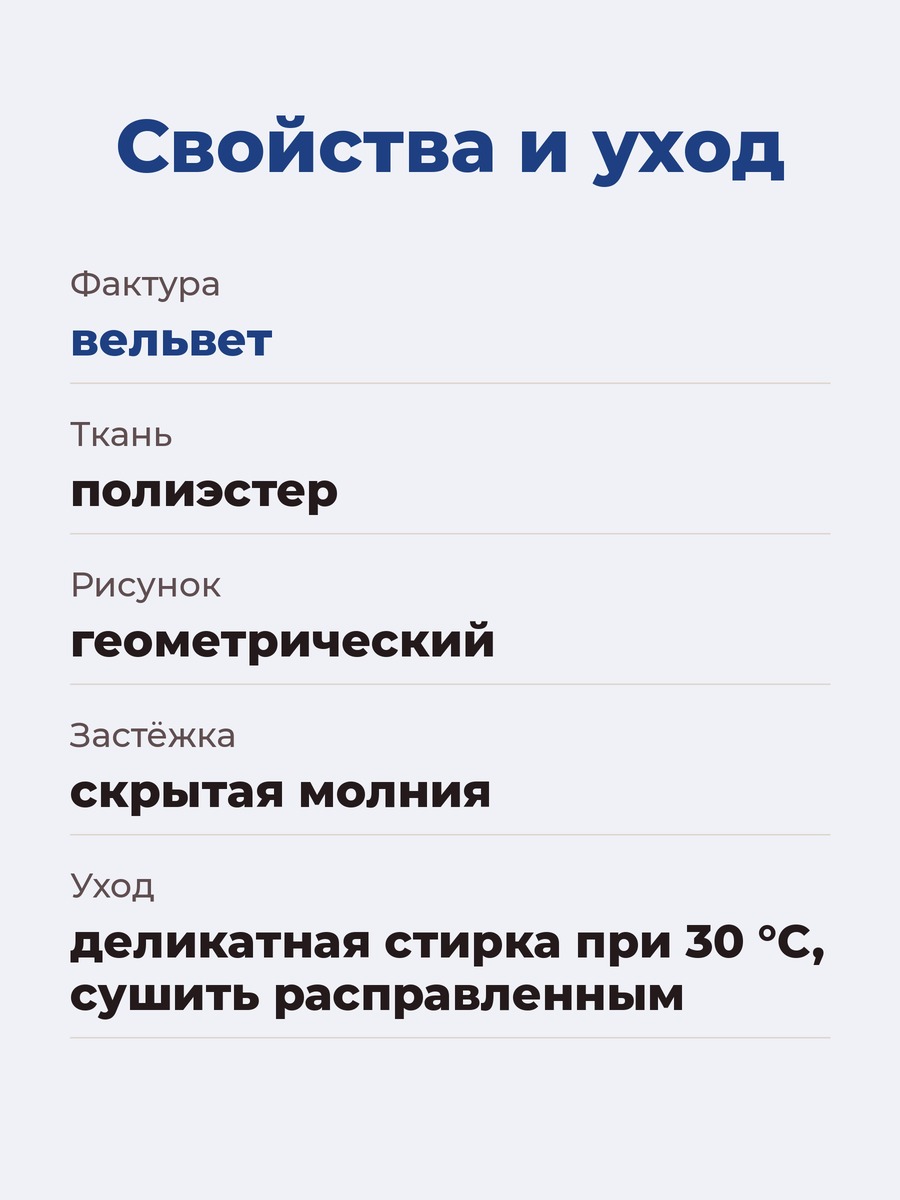 Свойства и уход
Фактура
вельвет
Ткань
полиэстер
Рисунок
геометрический
Застёжка
скрытая молния
Уход
деликатная стирка при 30 °C,
сушить расправленным